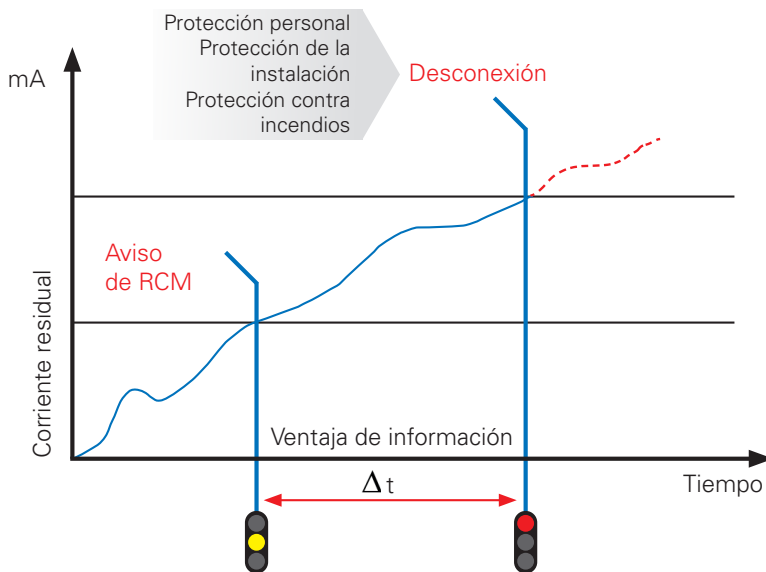 Protección personal
Protección de la
instalación
Protección contra
incendios
Desconexión
mA
Aviso
de RCM
Corriente residual
Ventaja de información
Δ t
Tiempo